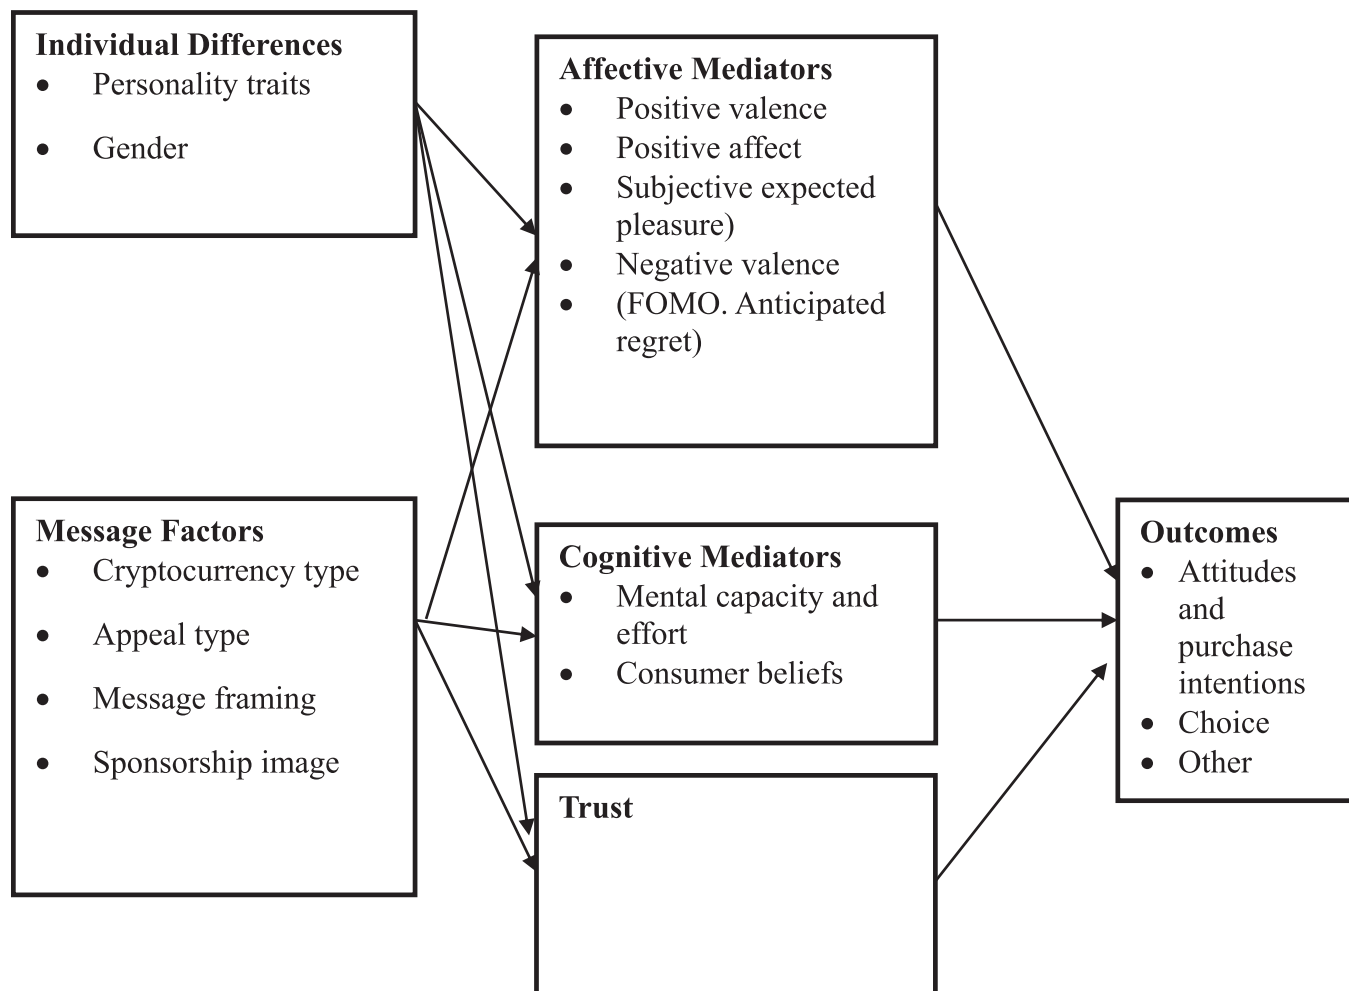 Individual Differences
• Personality traits
• Gender
Message Factors
• Cryptocurrency type
• Appeal type
• Message framing
• Sponsorship image
Affective Mediators
• Positive valence
• Positive affect
• Subjective expected
pleasure)
• Negative valence
• (FOMO. Anticipated
regret)
Cognitive Mediators
• Mental capacity and
effort
• Consumer beliefs
Trust
Outcomes
• Attitudes
and
purchase
intentions
• Choice
• Other